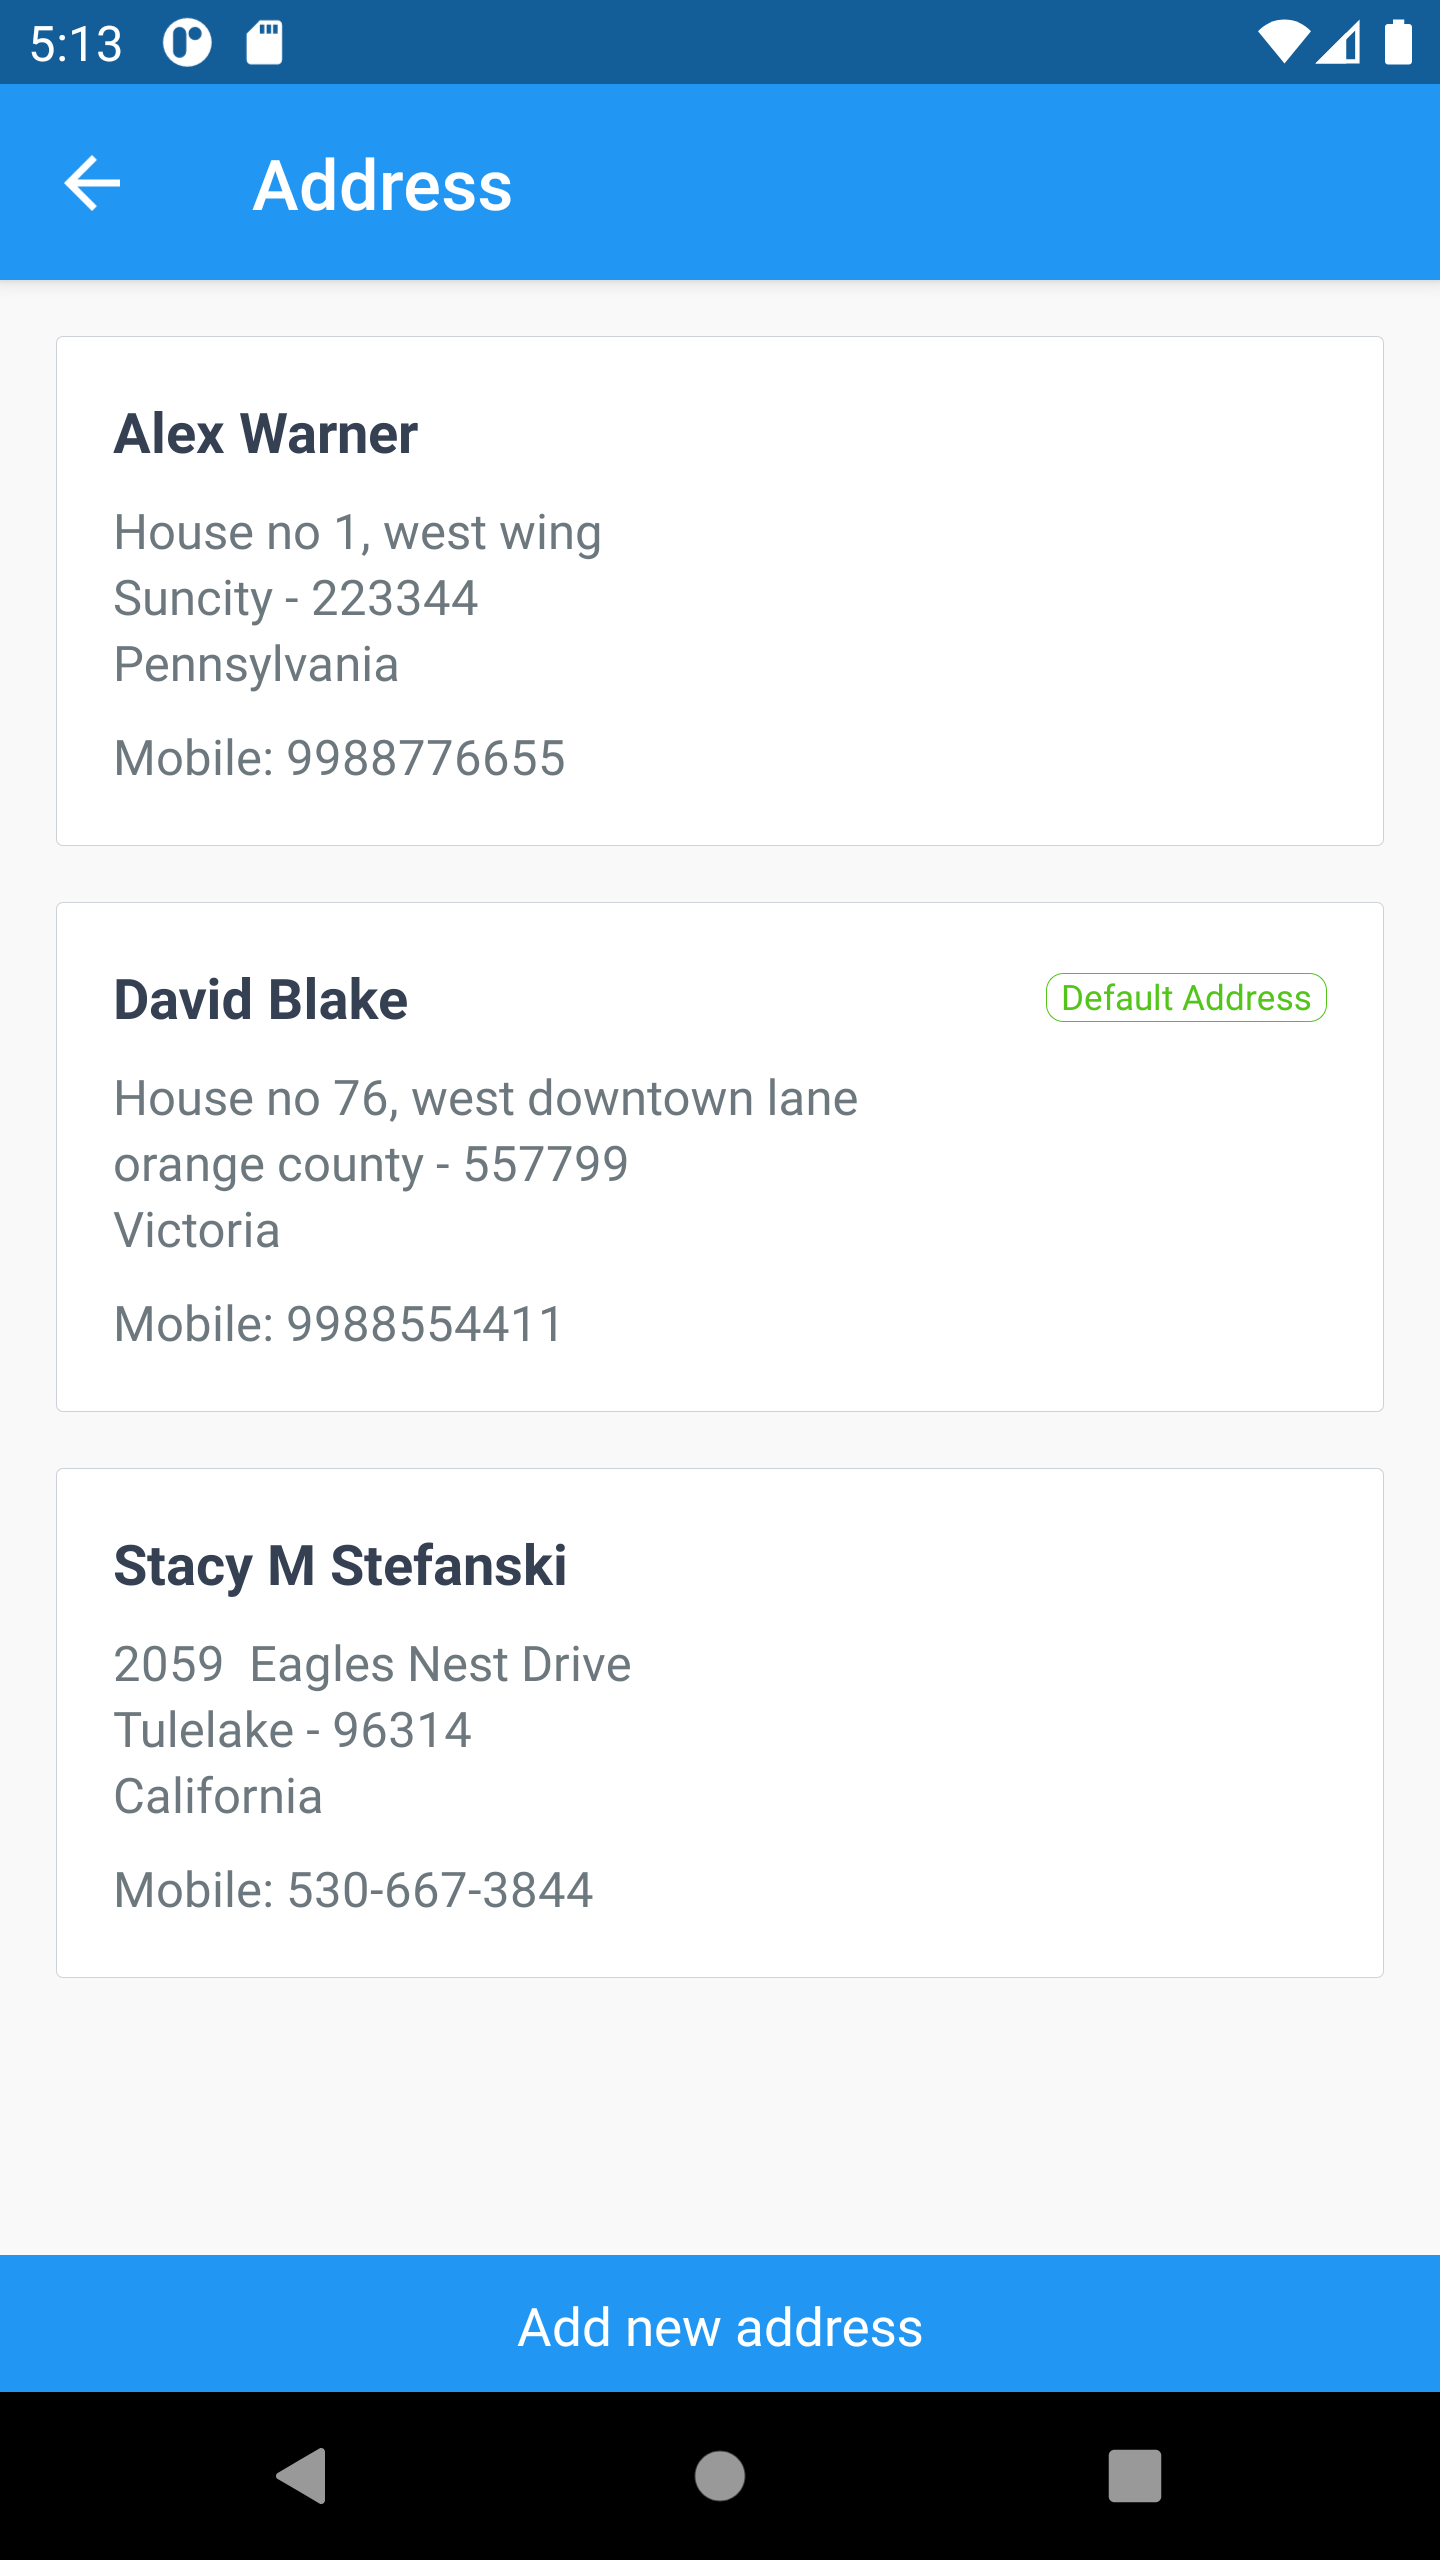 5:13
Address
Alex Warner
House no 1, west wing
Suncity - 223344
Pennsylvania
Mobile: 9988776655
David Blake
Default Address
House no 76, west downtown lane
orange county - 557799
Victoria
Mobile: 9988554411
Stacy M Stefanski
2059  Eagles Nest Drive
Tulelake - 96314
California
Mobile: 530-667-3844
Add new address